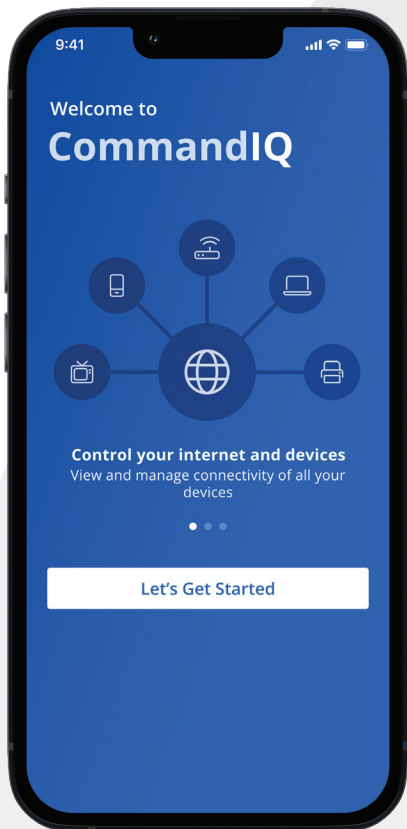 9:41
Welcome to
CommandIQ
Control your internet and devices
View and manage connectivity of all your
devices
Let's Get Started